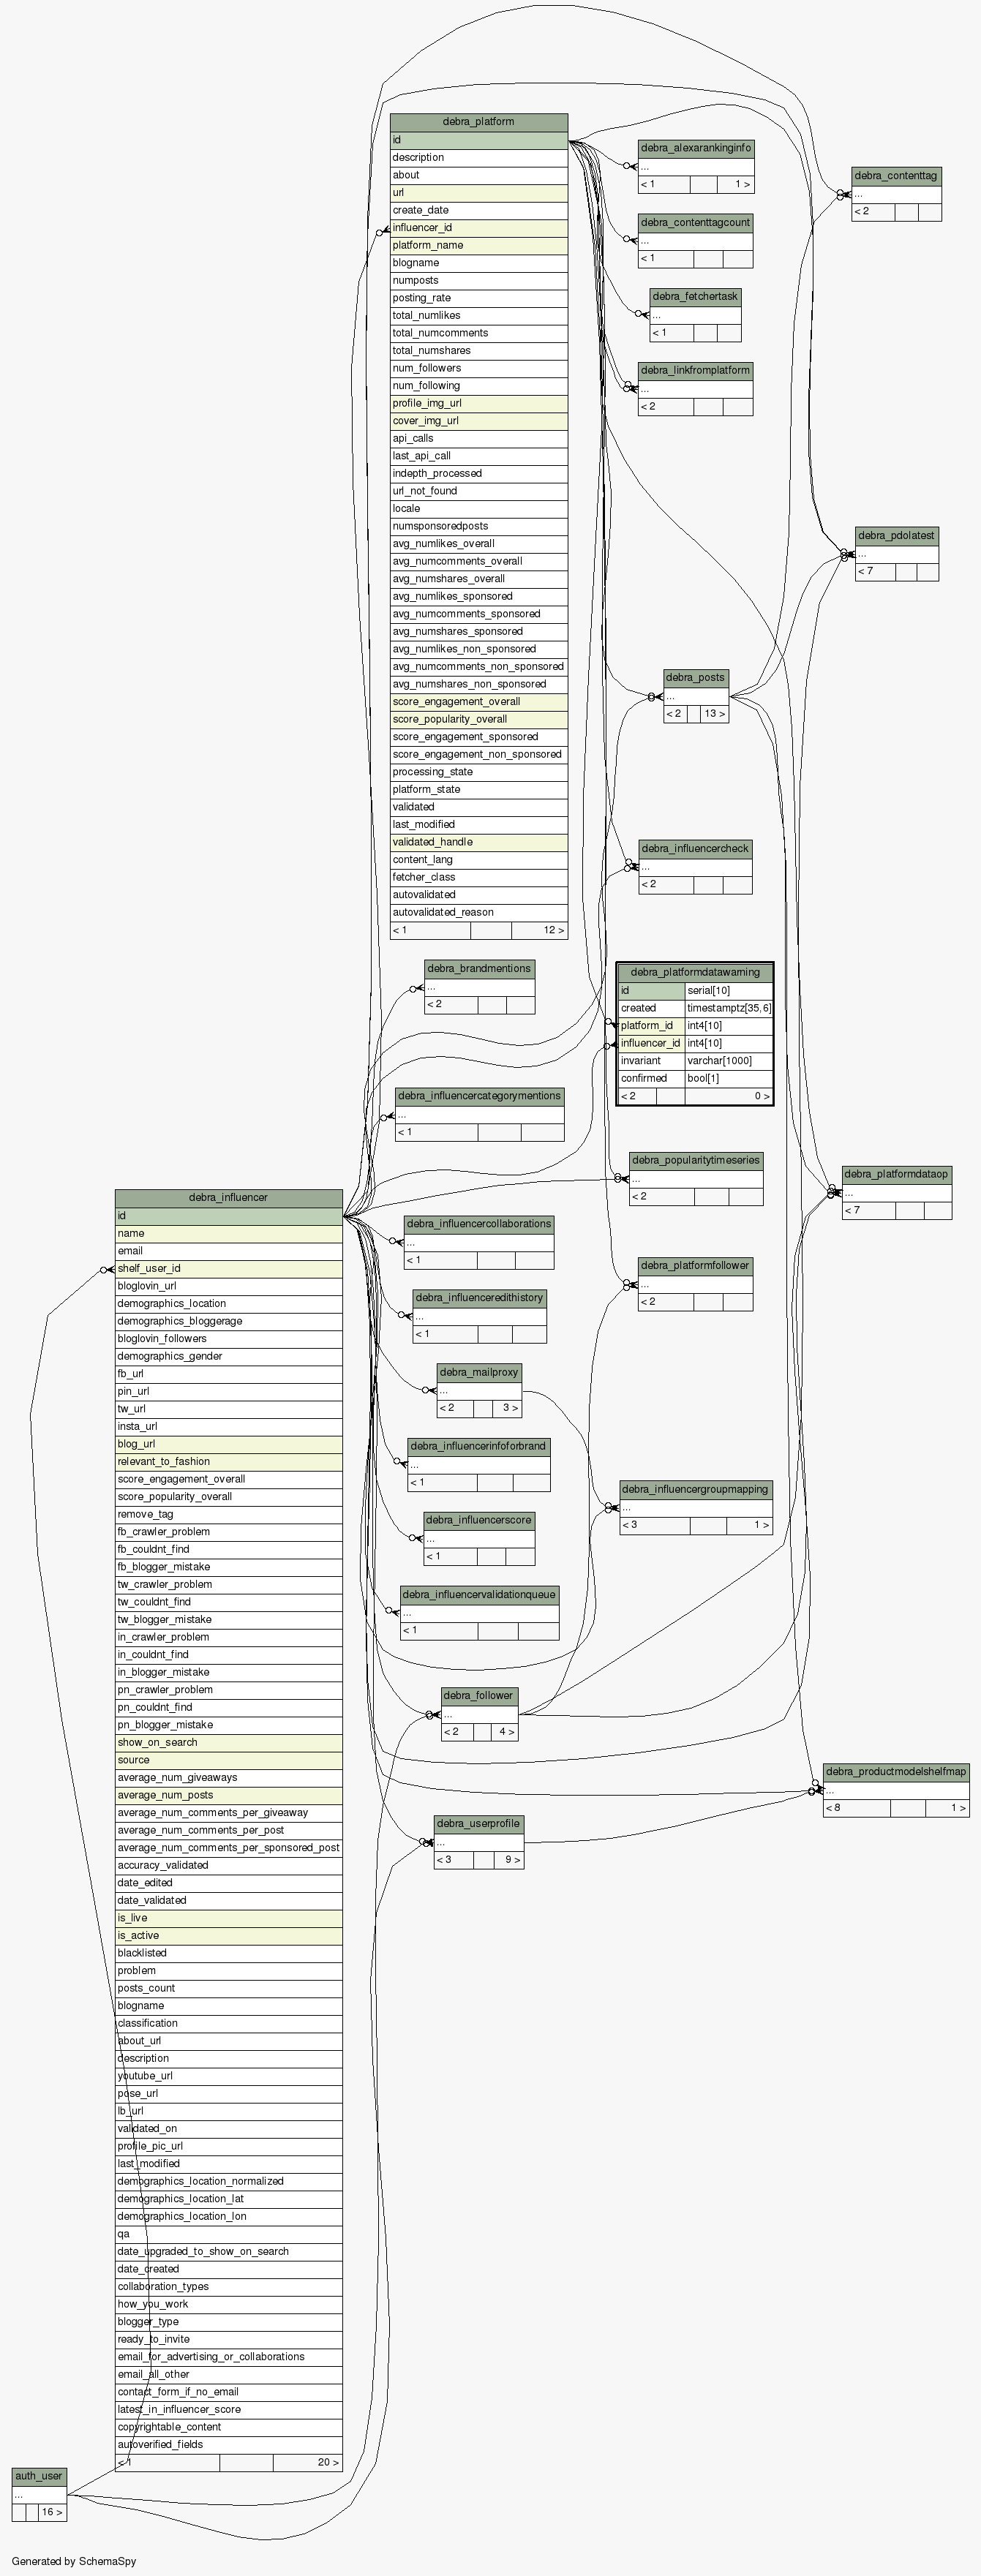 debra_platform
id
description
about
url
create_date
influencer_id
platform_name
blogname
numposts
posting_rate
total_numlikes
total_numcomments
total_numshares
num_followers
num_following
profile_img_url
cover_img_url
api_calls
last_api_call
indepth_processed
url_not_found
locale
numsponsoredposts
avg_numlikes_overall
avg_numcomments_overall
avg_numshares_overall
avg_numlikes_sponsored
avg_numcomments_sponsored
avg_numshares_sponsored
avg_numlikes_non_sponsored
avg_numcomments_non_sponsored
avg_numshares_non_sponsored
score_engagement_overall
score_popularity_overall
score_engagement_sponsored
score_engagement_non_sponsored
processing_state
platform_state
validated
last_modified
validated_handle
content_lang
fetcher_class
autovalidated
autovalidated_reason
< 1 12 >
debra_alexarankinginfo
...
< 1 1 >
debra_contenttag
...
< 2
debra_contenttagcount
...
< 1
debra_fetchertask
...
< 1
debra_linkfromplatform
...
< 2
debra_pdolatest
...
< 7
debra_posts
...
< 2 13 >
debra_influencercheck
...
< 2
debra_brandmentions
...
< 2
debra_platformdatawarning
id serial[10]
created timestamptz[35,6]
platform_id int4[10]
influencer_id int4[10]
invariant varchar[1000]
confirmed bool[1]
< 2 0 >
debra_influencercategorymentions
...
< 1
debra_popularitytimeseries
...
< 2
debra_platformdataop
...
< 7
debra_influencer
id
name
email
shelf_user_id
bloglovin_url
demographics_location
demographics_bloggerage
bloglovin_followers
demographics_gender
fb_url
pin_url
tw_url
insta_url
blog_url
relevant_to_fashion
score_engagement_overall
score_popularity_overall
remove_tag
fb_crawler_problem
fb_couldnt_find
fb_blogger_mistake
tw_crawler_problem
tw_couldnt_find
tw_blogger_mistake
in_crawler_problem
in_couldnt_find
in_blogger_mistake
pn_crawler_problem
pn_couldnt_find
pn_blogger_mistake
show_on_search
source
average_num_giveaways
average_num_posts
average_num_comments_per_giveaway
average_num_comments_per_post
average_num_comments_per_sponsored_post
accuracy_validated
date_edited
date_validated
is_live
is_active
blacklisted
problem
posts_count
blogname
classification
about_url
description
youtube_url
pose_url
lb_url
validated_on
profile_pic_url
last_modified
demographics_location_normalized
demographics_location_lat
demographics_location_lon
qa
date_upgraded_to_show_on_search
date_created
collaboration_types
how_you_work
blogger_type
ready_to_invite
email_for_advertising_or_collaborations
email_all_other
contact_form_if_no_email
latest_in_influencer_score
copyrightable_content
autoverified_fields
< 1 20 >
debra_influencercollaborations
...
< 1
debra_platformfollower
...
< 2
debra_influenceredithistory
...
< 1
debra_mailproxy
...
< 2 3 >
debra_influencerinfoforbrand
...
< 1
debra_influencergroupmapping
...
< 3 1 >
debra_influencerscore
...
< 1
debra_influencervalidationqueue
...
< 1
debra_follower
...
< 2 4 >
debra_productmodelshelfmap
...
< 8 1 >
debra_userprofile
...
< 3 9 >
auth_user
...
16 >
Generated by SchemaSpy